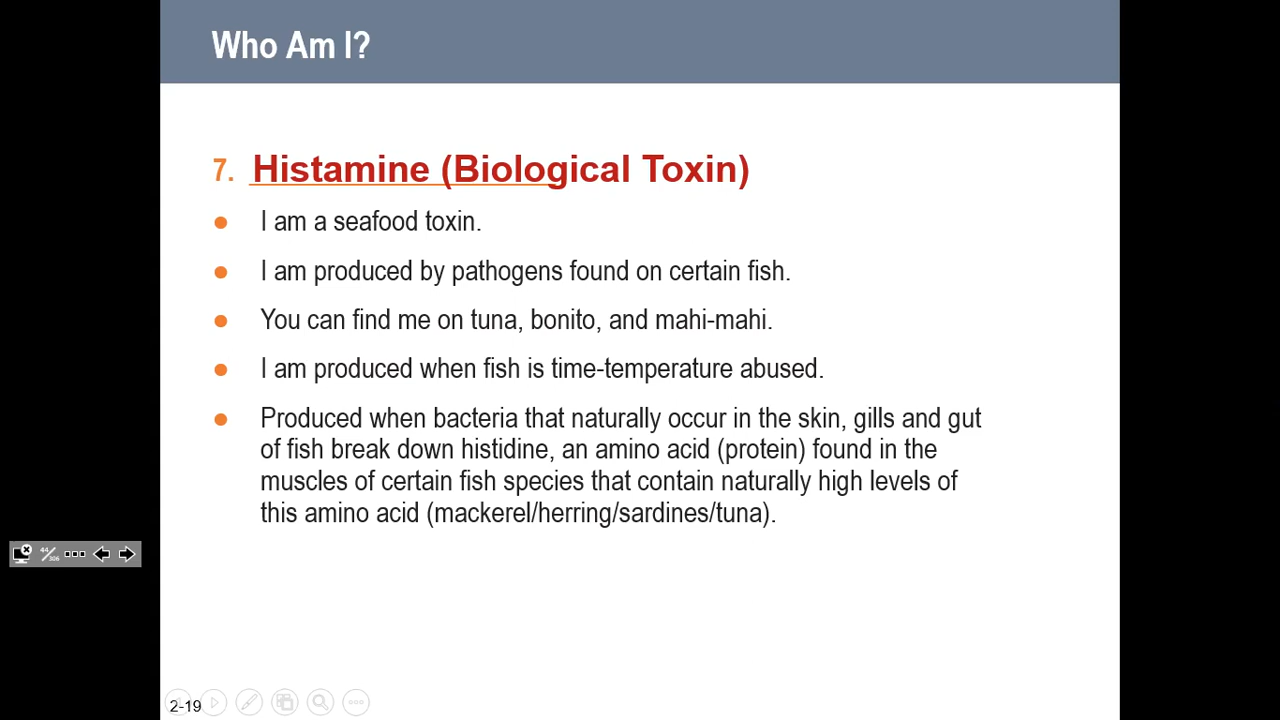 Who Am I?
7. Histamine (Biological Toxin)
● I am a seafood toxin.
● I am produced by pathogens found on certain fish.
● You can find me on tuna, bonito, and mahi-mahi.
● I am produced when fish is time-temperature abused.
● Produced when bacteria that naturally occur in the skin, gills and gut
of fish break down histidine, an amino acid (protein) found in the
muscles of certain fish species that contain naturally high levels of
this amino acid (mackerel/herring/sardines/tuna).
44/306
2-19